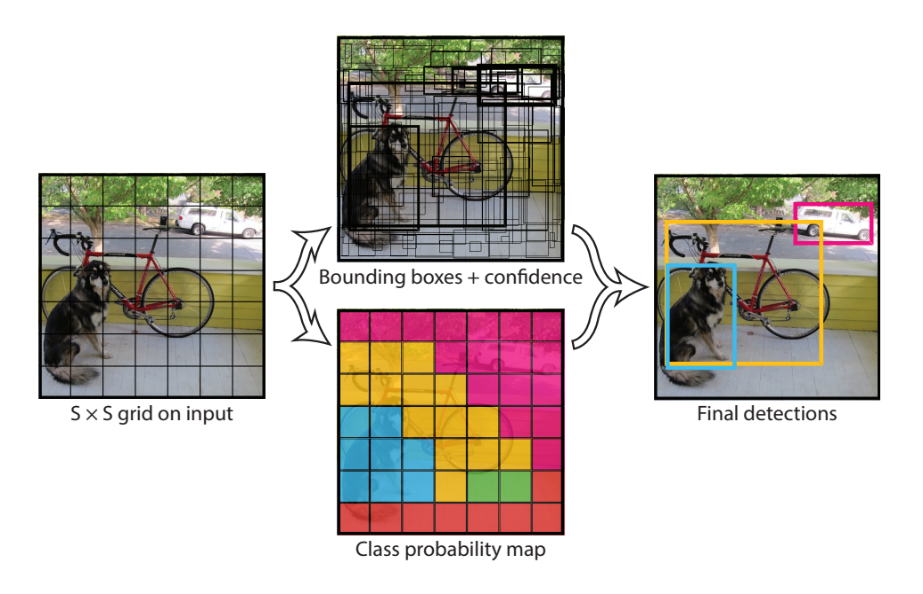 S × S grid on input
Bounding boxes + confidence
Class probability map
Final detections